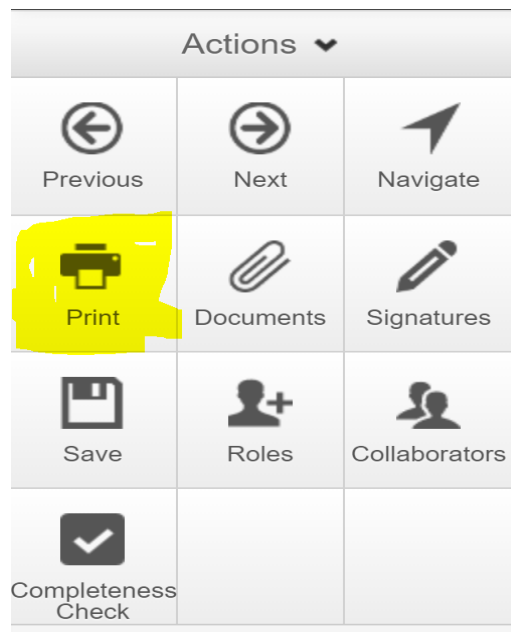 Actions
Previous
Next
Navigate
Print
Documents
Signatures
Save
Roles
Collaborators
Completeness
Check